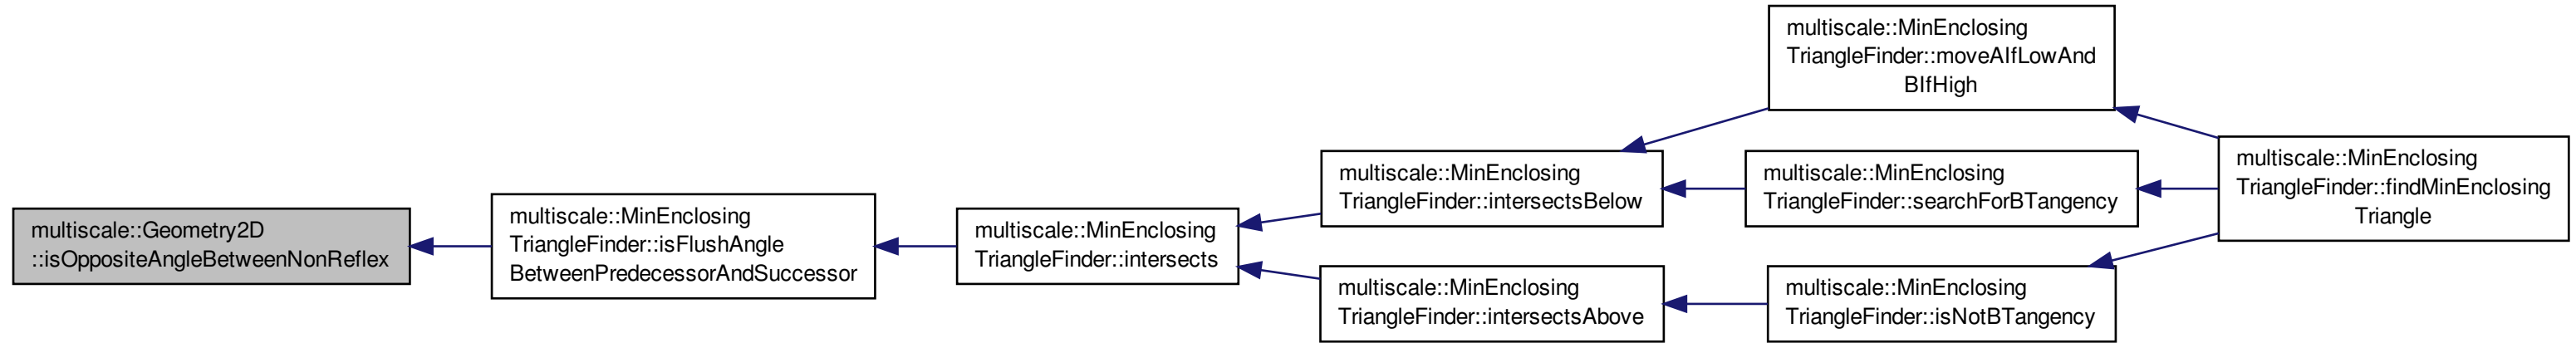 multiscale::Geometry2D
::isOppositeAngleBetweenNonReflex
multiscale::MinEnclosing
TriangleFinder::isFlushAngle
BetweenPredecessorAndSuccessor
multiscale::MinEnclosing
TriangleFinder::intersects
multiscale::MinEnclosing
TriangleFinder::intersectsBelow
multiscale::MinEnclosing
TriangleFinder::intersectsAbove
multiscale::MinEnclosing
TriangleFinder::moveAIfLowAnd
BIfHigh
multiscale::MinEnclosing
TriangleFinder::searchForBTangency
multiscale::MinEnclosing
TriangleFinder::isNotBTangency
multiscale::MinEnclosing
TriangleFinder::findMinEnclosing
Triangle